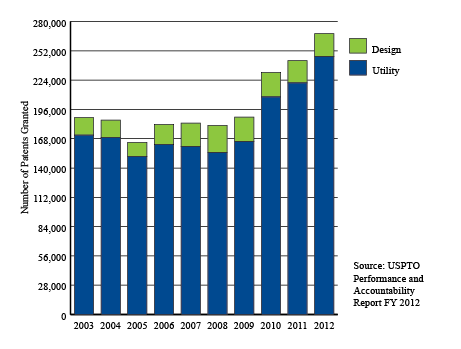 280,000
252,000
224,000
196,000
168,000
140,000
112,000
84,000
56,000
28,000
0
Number of Patents Granted
2003 2004 2005 2006 2007 2008 2009 2010 2011 2012
Design
Utility
Source: USPTO
Performance and
Accountability
Report FY 2012